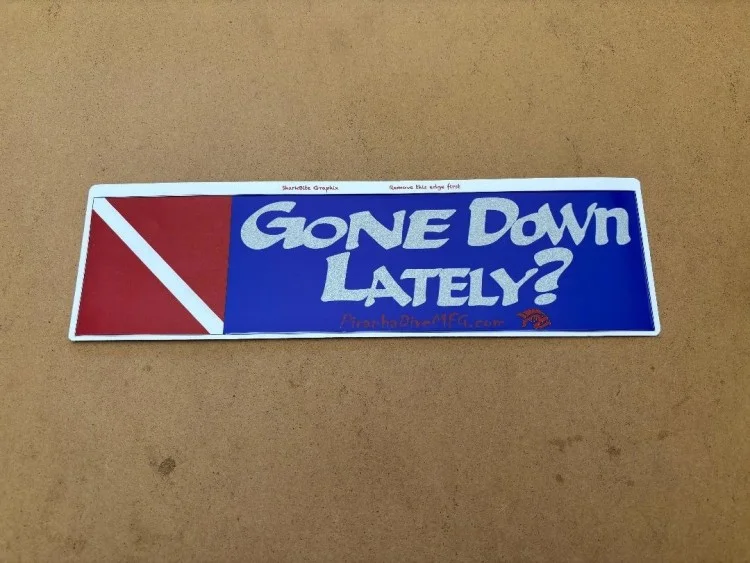 SharkBite Graphix Remove this edge first
GONE DOWN
LATELY?
PiranhaDiveMFG.com